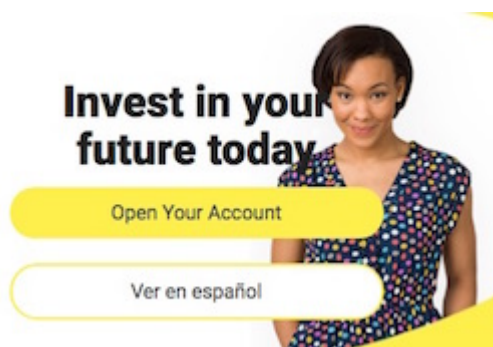 Invest in your
future today
Open Your Account
Ver en español